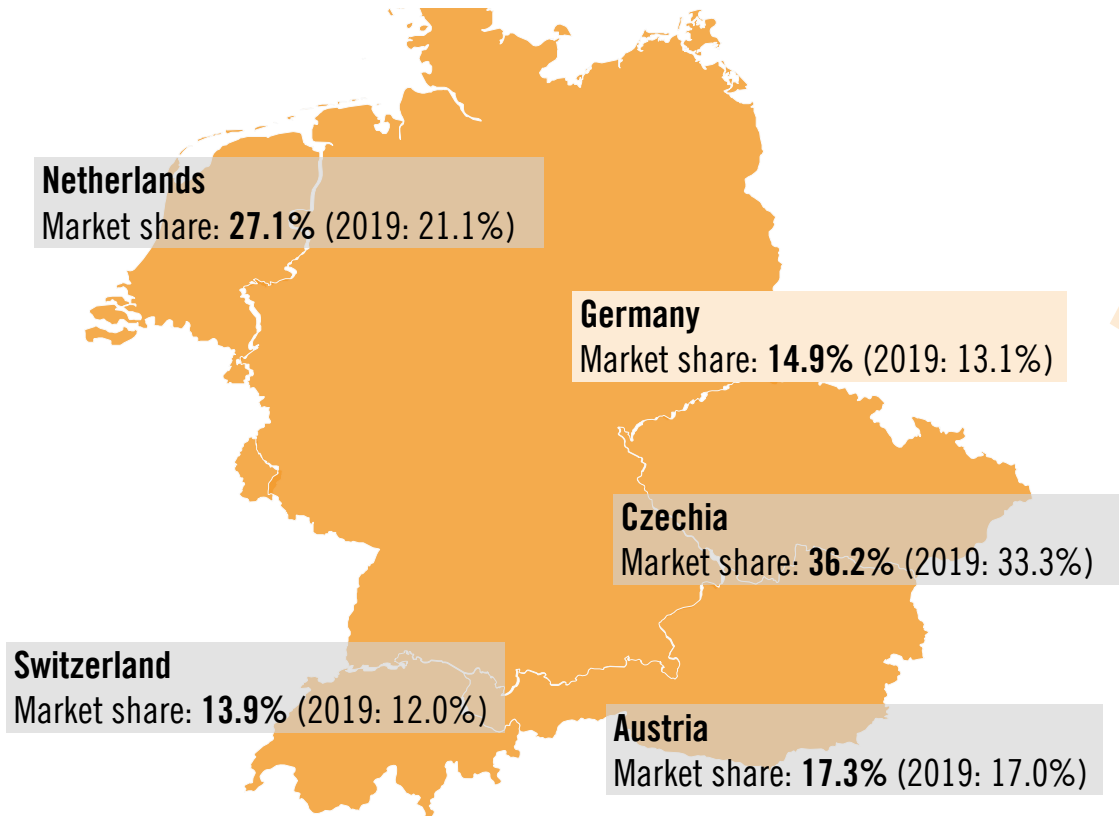 Netherlands
Market share: 27.1% (2019: 21.1%)
Germany
Market share: 14.9% (2019: 13.1%)
Czechia
Market share: 36.2% (2019: 33.3%)
Switzerland
Market share: 13.9% (2019: 12.0%)
Austria
Market share: 17.3% (2019: 17.0%)